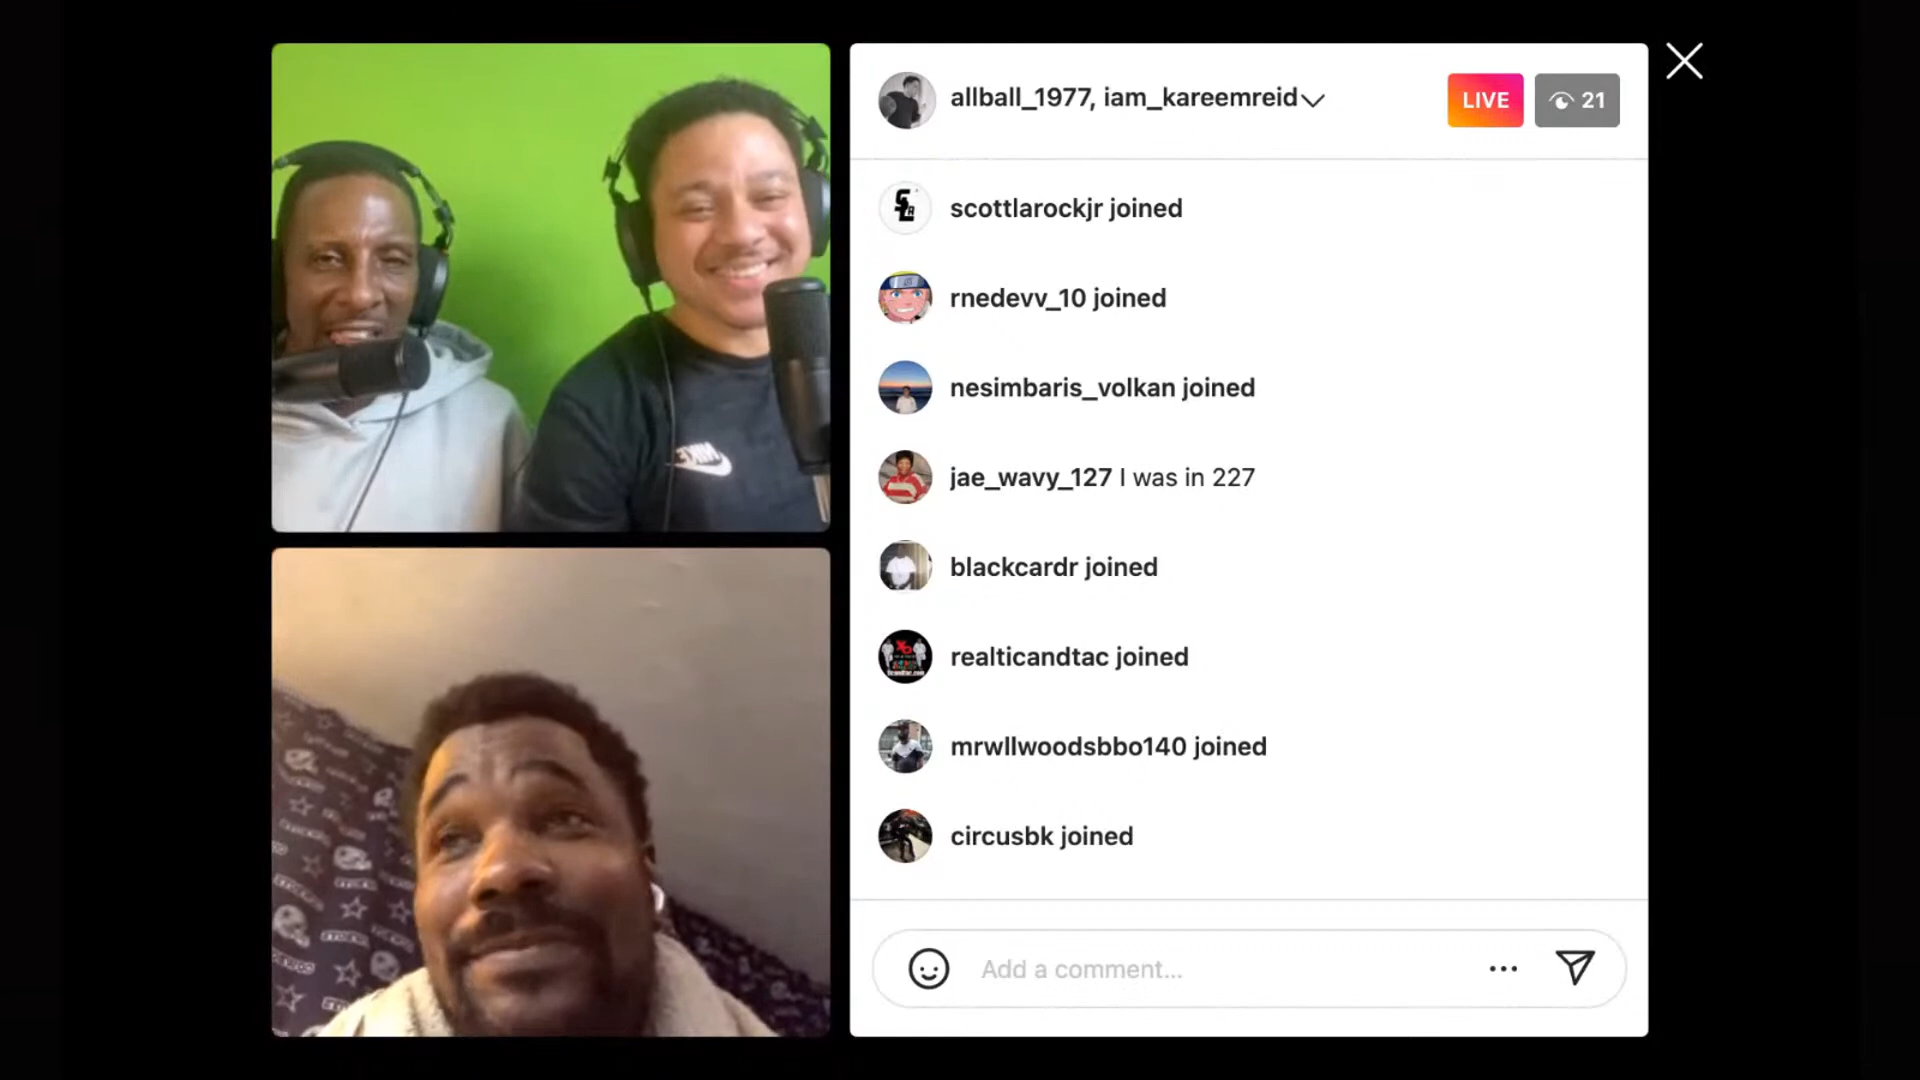 allball_1977, iam_kareemreid
LIVE
21
scottlarockjr joined
rnedevv_10 joined
nesimbaris_volkan joined
jae_wavy_127 I was in 227
blackcardr joined
realticandtac joined
mrwllwoodsbbo140 joined
circusbk joined
Add a comment...
NIKE